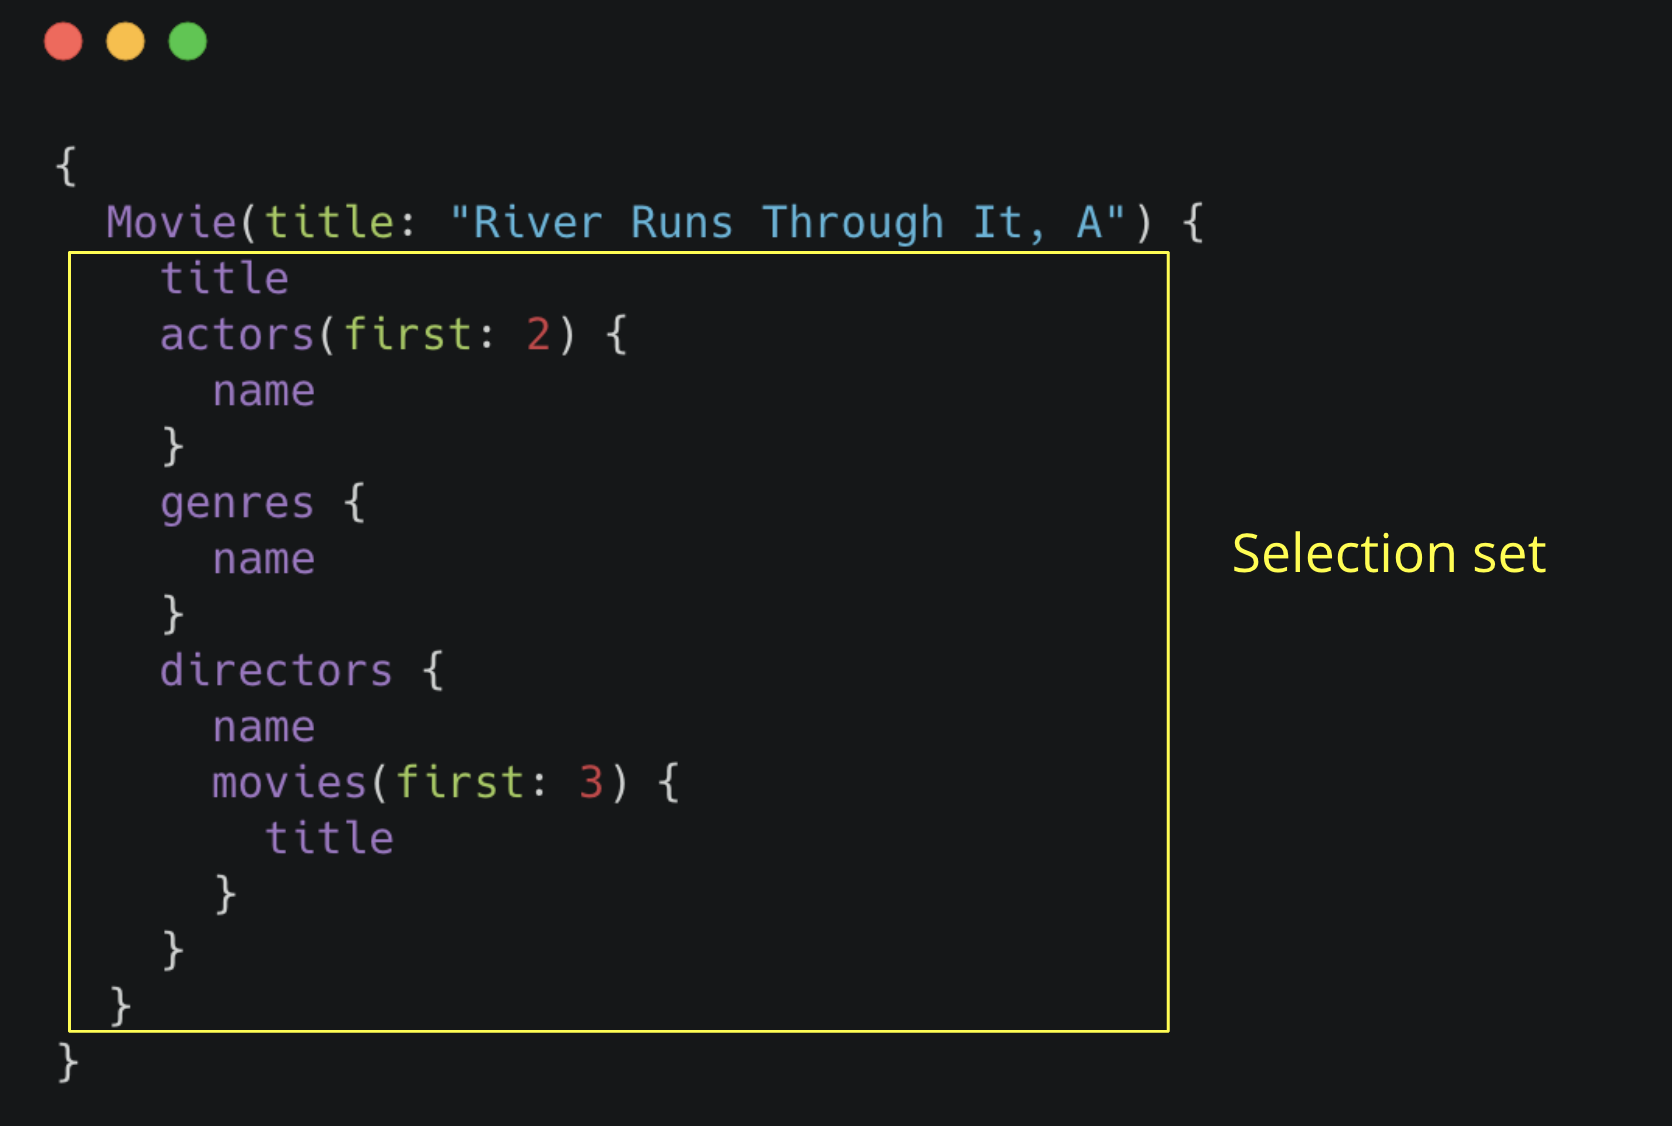 {
  Movie(title: "River Runs Through It, A") {
    title
    actors(first: 2) {
      name
    }
    genres {
      name
    }
    directors {
      name
      movies(first: 3) {
        title
      }
    }
  }
}
Selection set